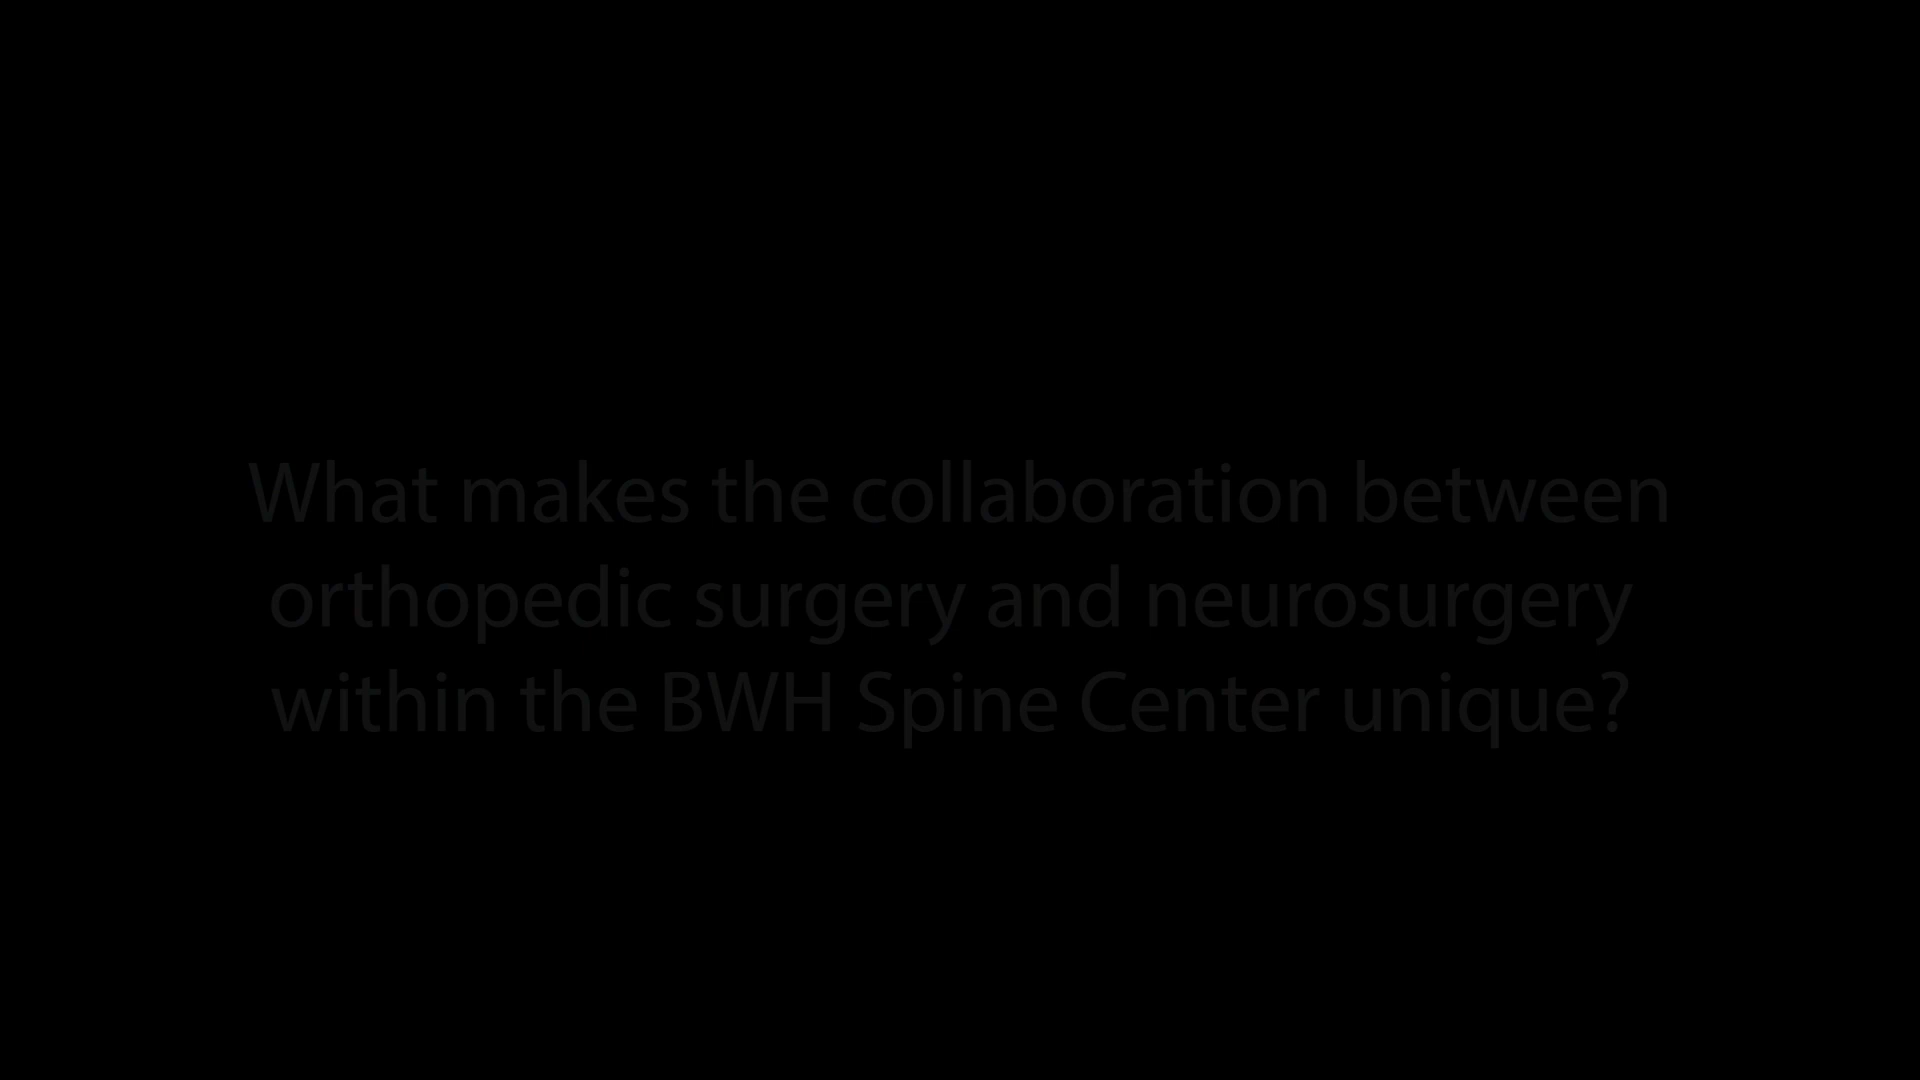 What makes the collaboration between
orthopedic surgery and neurosurgery
within the BWH Spine Center unique?